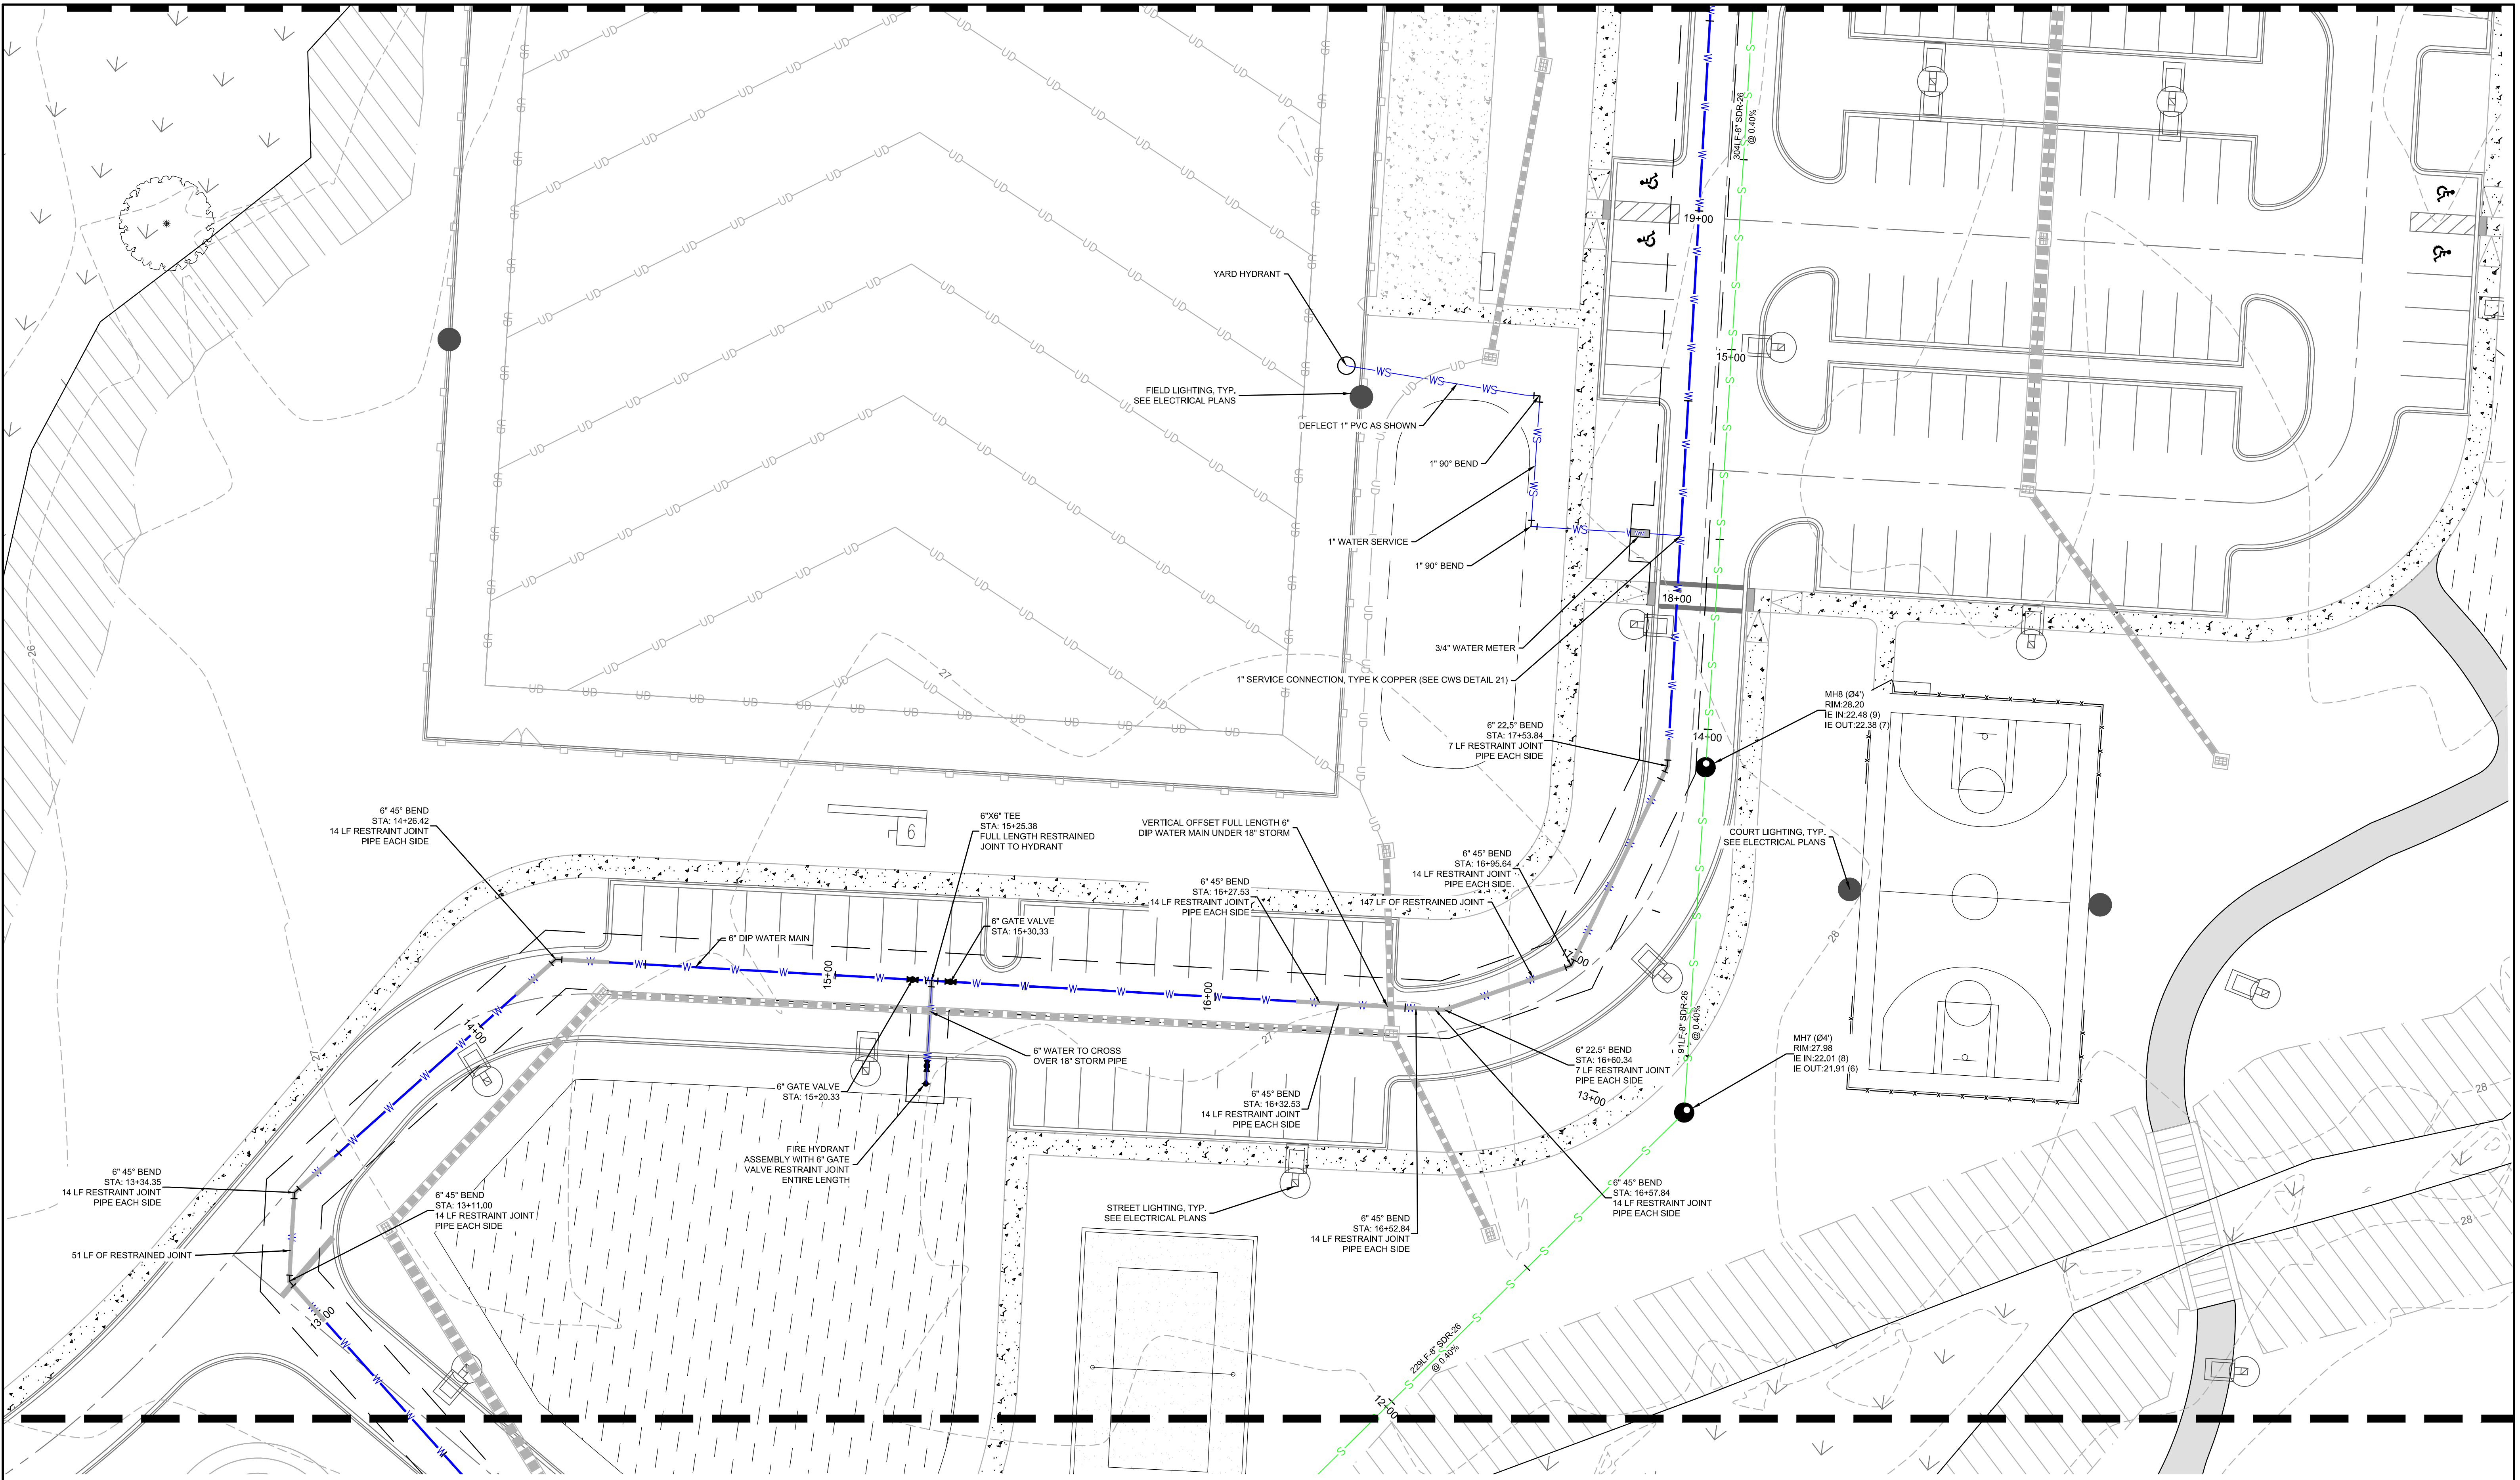 304LF-8" SDR-26
@ 0.40%
19+00
YARD HYDRANT
15+00
WS
WS
WS
FIELD LIGHTING, TYP.
SEE ELECTRICAL PLANS
DEFLECT 1" PVC AS SHOWN
WS
1" 90° BEND
WS
WS
1" WATER SERVICE
1" 90° BEND
18+00
26
27
3/4" WATER METER
1" SERVICE CONNECTION, TYPE K COPPER (SEE CWS DETAIL 21)
MH8 (Ø4')
RIM:28.20
IE IN:22.48 (9)
IE OUT:22.38 (7)
6" 22.5° BEND
STA: 17+53.84
7 LF RESTRAINT JOINT
PIPE EACH SIDE
14+00
6" 45° BEND
STA: 14+26.42
14 LF RESTRAINT JOINT
PIPE EACH SIDE
6
6"X6" TEE
STA: 15+25.38
FULL LENGTH RESTRAINED
JOINT TO HYDRANT
VERTICAL OFFSET FULL LENGTH 6"
DIP WATER MAIN UNDER 18" STORM
COURT LIGHTING, TYP.
SEE ELECTRICAL PLANS
6" 45° BEND
STA: 16+95.64
14 LF RESTRAINT JOINT
PIPE EACH SIDE
6" 45° BEND
STA: 16+27.53
14 LF RESTRAINT JOINT
PIPE EACH SIDE
147 LF OF RESTRAINED JOINT
6" GATE VALVE
STA: 15+30.33
6" DIP WATER MAIN
28
17+00
15+00
16+00
14+00
27
27
91LF-8" SDR-26
@ 0.40%
6" WATER TO CROSS
OVER 18" STORM PIPE
6" 22.5° BEND
STA: 16+60.34
7 LF RESTRAINT JOINT
PIPE EACH SIDE
MH7 (Ø4')
RIM:27.98
IE IN:22.01 (8)
IE OUT:21.91 (6)
6" GATE VALVE
STA: 15+20.33
6" 45° BEND
STA: 16+32.53
14 LF RESTRAINT JOINT
PIPE EACH SIDE
13+00
28
FIRE HYDRANT
ASSEMBLY WITH 6" GATE
VALVE RESTRAINT JOINT
ENTIRE LENGTH
6" 45° BEND
STA: 13+34.35
14 LF RESTRAINT JOINT
PIPE EACH SIDE
6" 45° BEND
STA: 13+11.00
14 LF RESTRAINT JOINT
PIPE EACH SIDE
STREET LIGHTING, TYP.
SEE ELECTRICAL PLANS
6" 45° BEND
STA: 16+57.84
14 LF RESTRAINT JOINT
PIPE EACH SIDE
6" 45° BEND
STA: 16+52.84
14 LF RESTRAINT JOINT
PIPE EACH SIDE
28
51 LF OF RESTRAINED JOINT
13+00
229LF-8" SDR-26
@ 0.40%
12+00